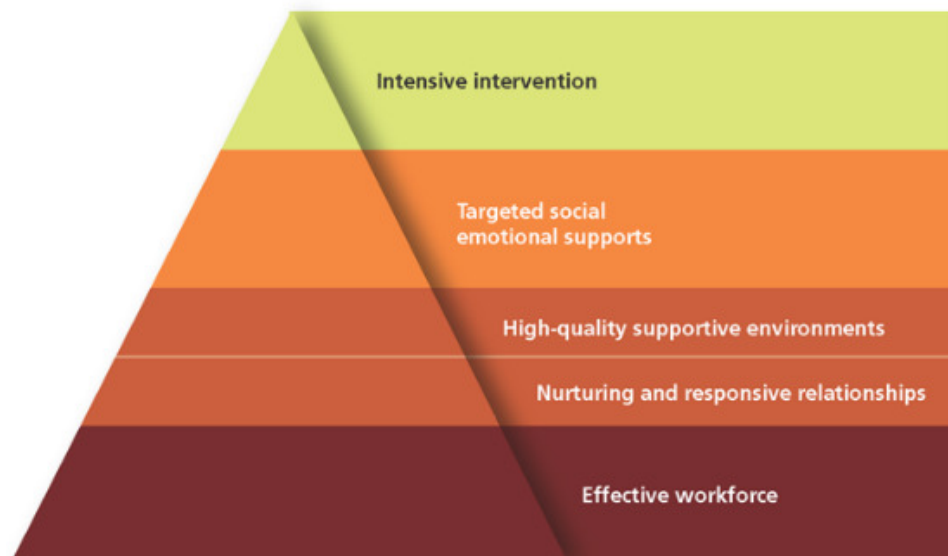 Intensive intervention
Targeted social
emotional supports
High-quality supportive environments
Nurturing and responsive relationships
Effective workforce